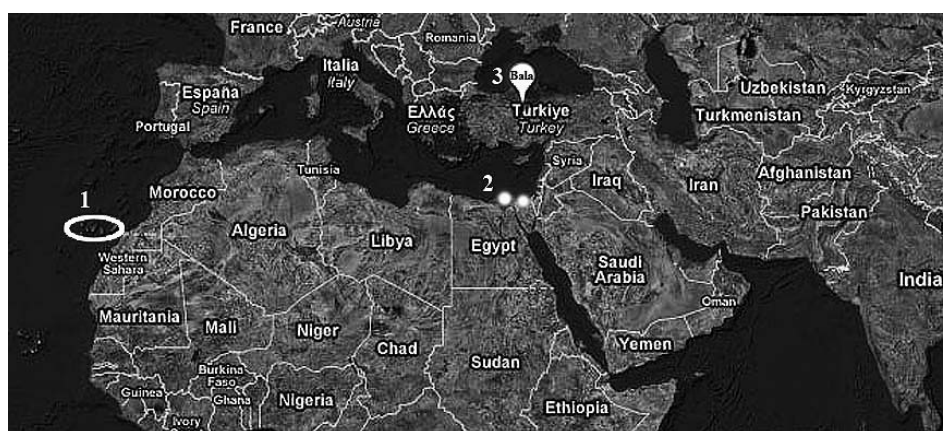 France
Austria
Romania
Italia
Italy
España
Spain
Portugal
Ελλάς
Greece
3
Bala
Türkiye
Turkey
Uzbekistan
Kyrgyzstan
Turkmenistan
Tunisia
Syria
Iraq
Iran
Afghanistan
Pakistan
1
Morocco
2
Algeria
Libya
Egypt
Western
Sahara
Saudi
Arabia
India
Oman
Mauritania
Mali
Niger
Chad
Sudan
Yemen
Burkina
Faso
Guinea
Ghana
Nigeria
Ivory
Ethiopia